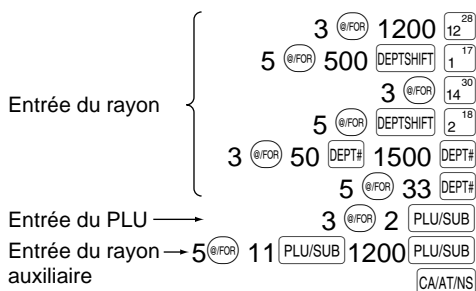 3 @/FOR 1200 12 28
5 @/FOR 500 DEPTSHIFT 1 17
3 @/FOR 14 30
5 @/FOR DEPTSHIFT 2 18
Entrée du rayon
3 @/FOR 50 DEPT# 1500 DEPT#
5 @/FOR 33 DEPT#
Entrée du PLU → 3 @/FOR 2 PLU/SUB
Entrée du rayon → 5 @/FOR 11 PLU/SUB 1200 PLU/SUB
auxiliaire
CA/AT/NS